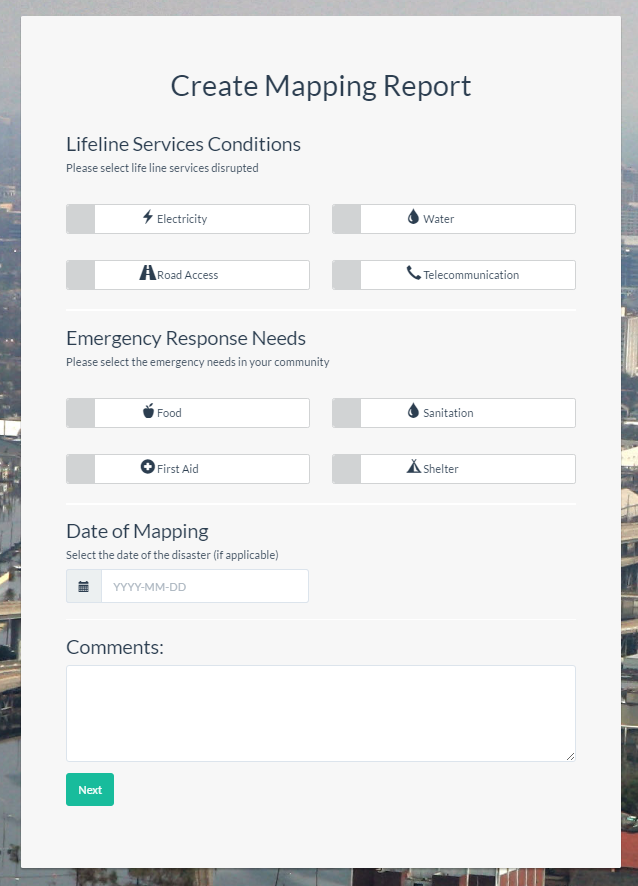 Create Mapping Report
Lifeline Services Conditions
Please select life line services disrupted
Electricity
Water
Road Access
Telecommunication
Emergency Response Needs
Please select the emergency needs in your community
Food
Sanitation
First Aid
Shelter
Date of Mapping
Select the date of the disaster (if applicable)
YYYY-MM-DD
Comments:
Next